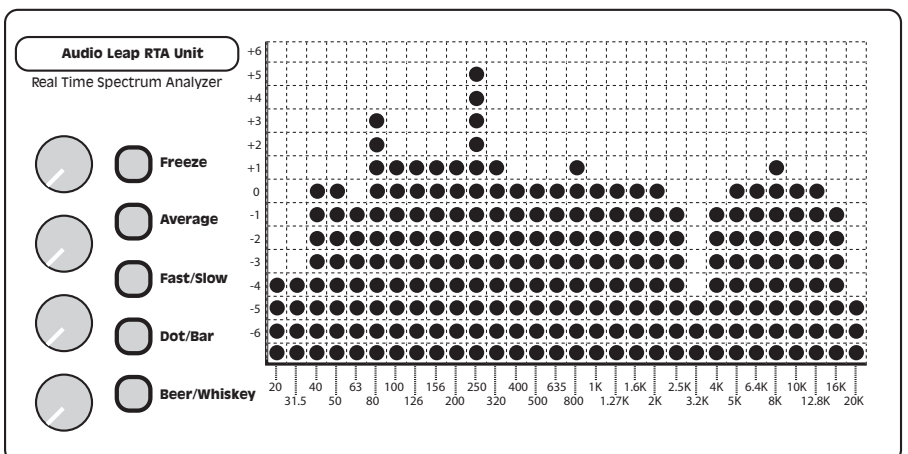 Audio Leap RTA Unit
Real Time Spectrum Analyzer
Freeze
Average
Fast/Slow
Dot/Bar
Beer/Whiskey
+6
+5
+4
+3
+2
+1
0
-1
-2
-3
-4
-5
-6
20 40 63 100 156 250 400 635 1K 1.6K 2.5K 4K 6.4K 10K 16K
31.5 50 80 126 200 320 500 800 1.27K 2K 3.2K 5K 8K 12.8K 20K